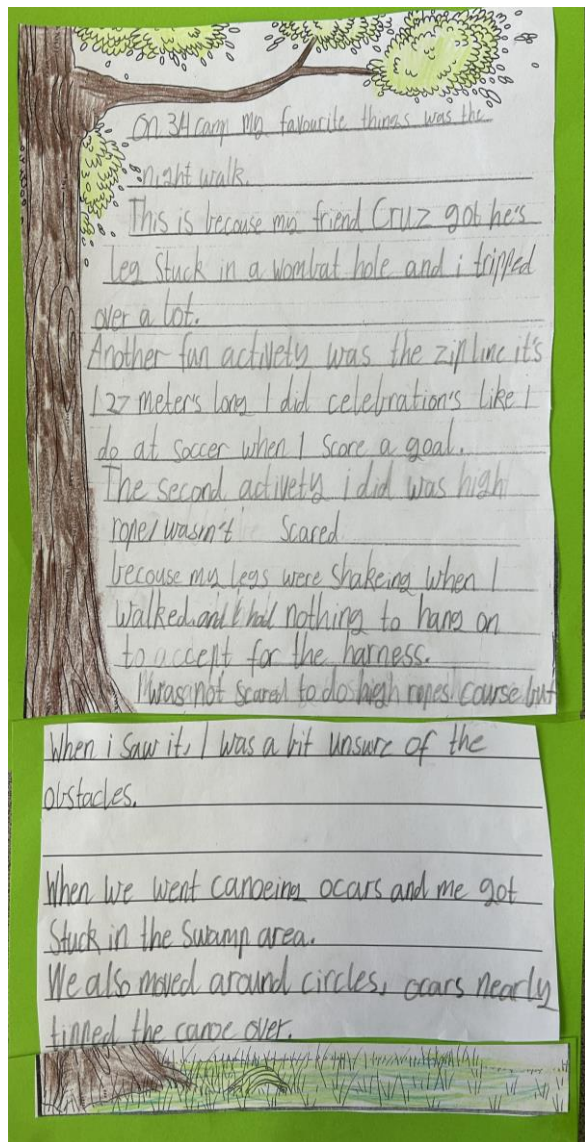 On 3H camp my favourite things was the
night walk.
This is becouse my friend Cruz got he's
leg stuck in a wombat hole and i tripped
over a lot.
Another fun activety was the zipline it's
127 meter's long I did celebration's like I
do at soccer when I score a goal.
The second activety i did was high
rope I wasin't scared
becouse my legs were shakeing when I
walked and I had nothing to hang on
to accept for the harness.
I was not scared to do high ropes course but
When i saw it, I was a bit unsure of the
obstacles.
When we went canoeing ocars and me got
stuck in the swamp area.
We also moved around circles, ocars nearly
tipped the canoe over.